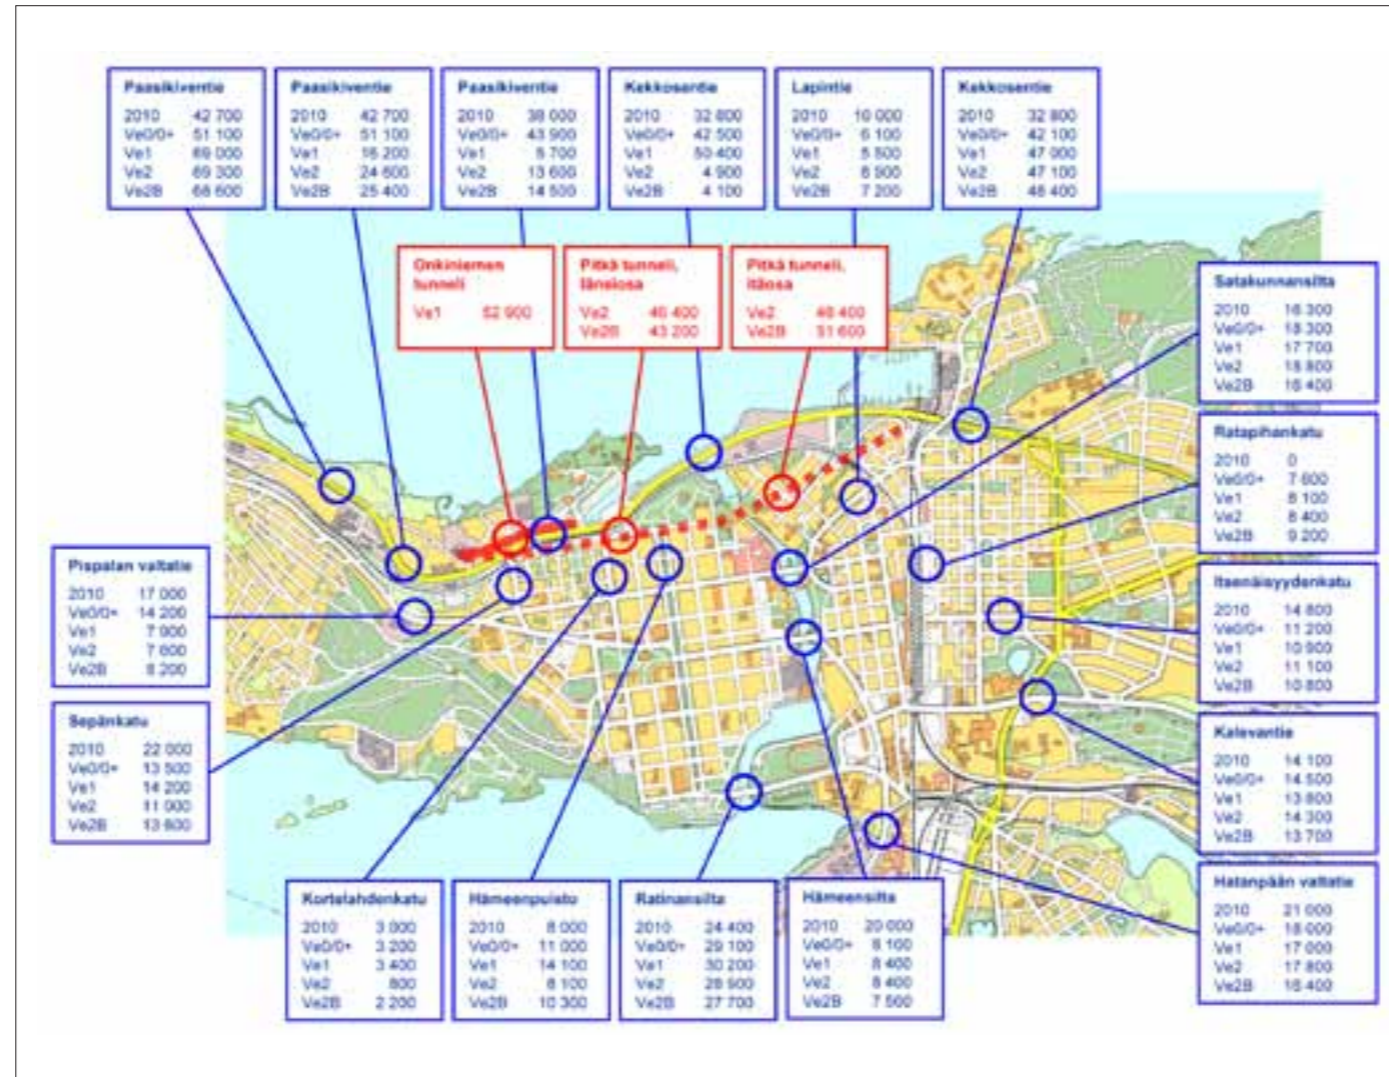 Paasikiventie
2010 42 700
Ve0/0+ 51 100
Ve1 69 000
Ve2 69 300
Ve2B 68 600
Paasikiventie
2010 42 700
Ve0/0+ 51 100
Ve1 16 200
Ve2 24 600
Ve2B 25 400
Paasikiventie
2010 38 000
Ve0/0+ 43 900
Ve1 5 700
Ve2 13 600
Ve2B 14 500
Kekkosentie
2010 32 800
Ve0/0+ 42 500
Ve1 50 400
Ve2 4 900
Ve2B 4 100
Lapintie
2010 10 000
Ve0/0+ 6 100
Ve1 5 500
Ve2 8 900
Ve2B 7 200
Kekkosentie
2010 32 800
Ve0/0+ 42 100
Ve1 47 000
Ve2 47 100
Ve2B 48 400
Onkiniemen
tunneli
Ve1 52 900
Pitkä tunneli,
länsiosa
Ve2 46 400
Ve2B 43 200
Pitkä tunneli,
itäosa
Ve2 48 400
Ve2B 51 600
Satakunnansilta
2010 16 300
Ve0/0+ 18 300
Ve1 17 700
Ve2 18 800
Ve2B 16 400
Ratapihankatu
2010 0
Ve0/0+ 7 600
Ve1 8 100
Ve2 8 400
Ve2B 9 200
Pispalan valtatie
2010 17 000
Ve0/0+ 14 200
Ve1 7 900
Ve2 7 600
Ve2B 8 200
Itsenäisyydenkatu
2010 14 800
Ve0/0+ 11 200
Ve1 10 900
Ve2 11 100
Ve2B 10 800
Sepänkatu
2010 22 000
Ve0/0+ 13 500
Ve1 14 200
Ve2 11 000
Ve2B 13 800
Kalevantie
2010 14 100
Ve0/0+ 14 500
Ve1 13 800
Ve2 14 300
Ve2B 13 700
Kortelahdenkatu
2010 3 000
Ve0/0+ 3 200
Ve1 3 400
Ve2 800
Ve2B 2 200
Hämeenpuisto
2010 8 000
Ve0/0+ 11 000
Ve1 14 100
Ve2 8 100
Ve2B 10 300
Ratinansilta
2010 24 400
Ve0/0+ 29 100
Ve1 30 200
Ve2 28 500
Ve2B 27 700
Hämeensilta
2010 20 000
Ve0/0+ 8 100
Ve1 8 400
Ve2 8 400
Ve2B 7 500
Hatanpään valtatie
2010 21 000
Ve0/0+ 18 000
Ve1 17 000
Ve2 17 800
Ve2B 16 400